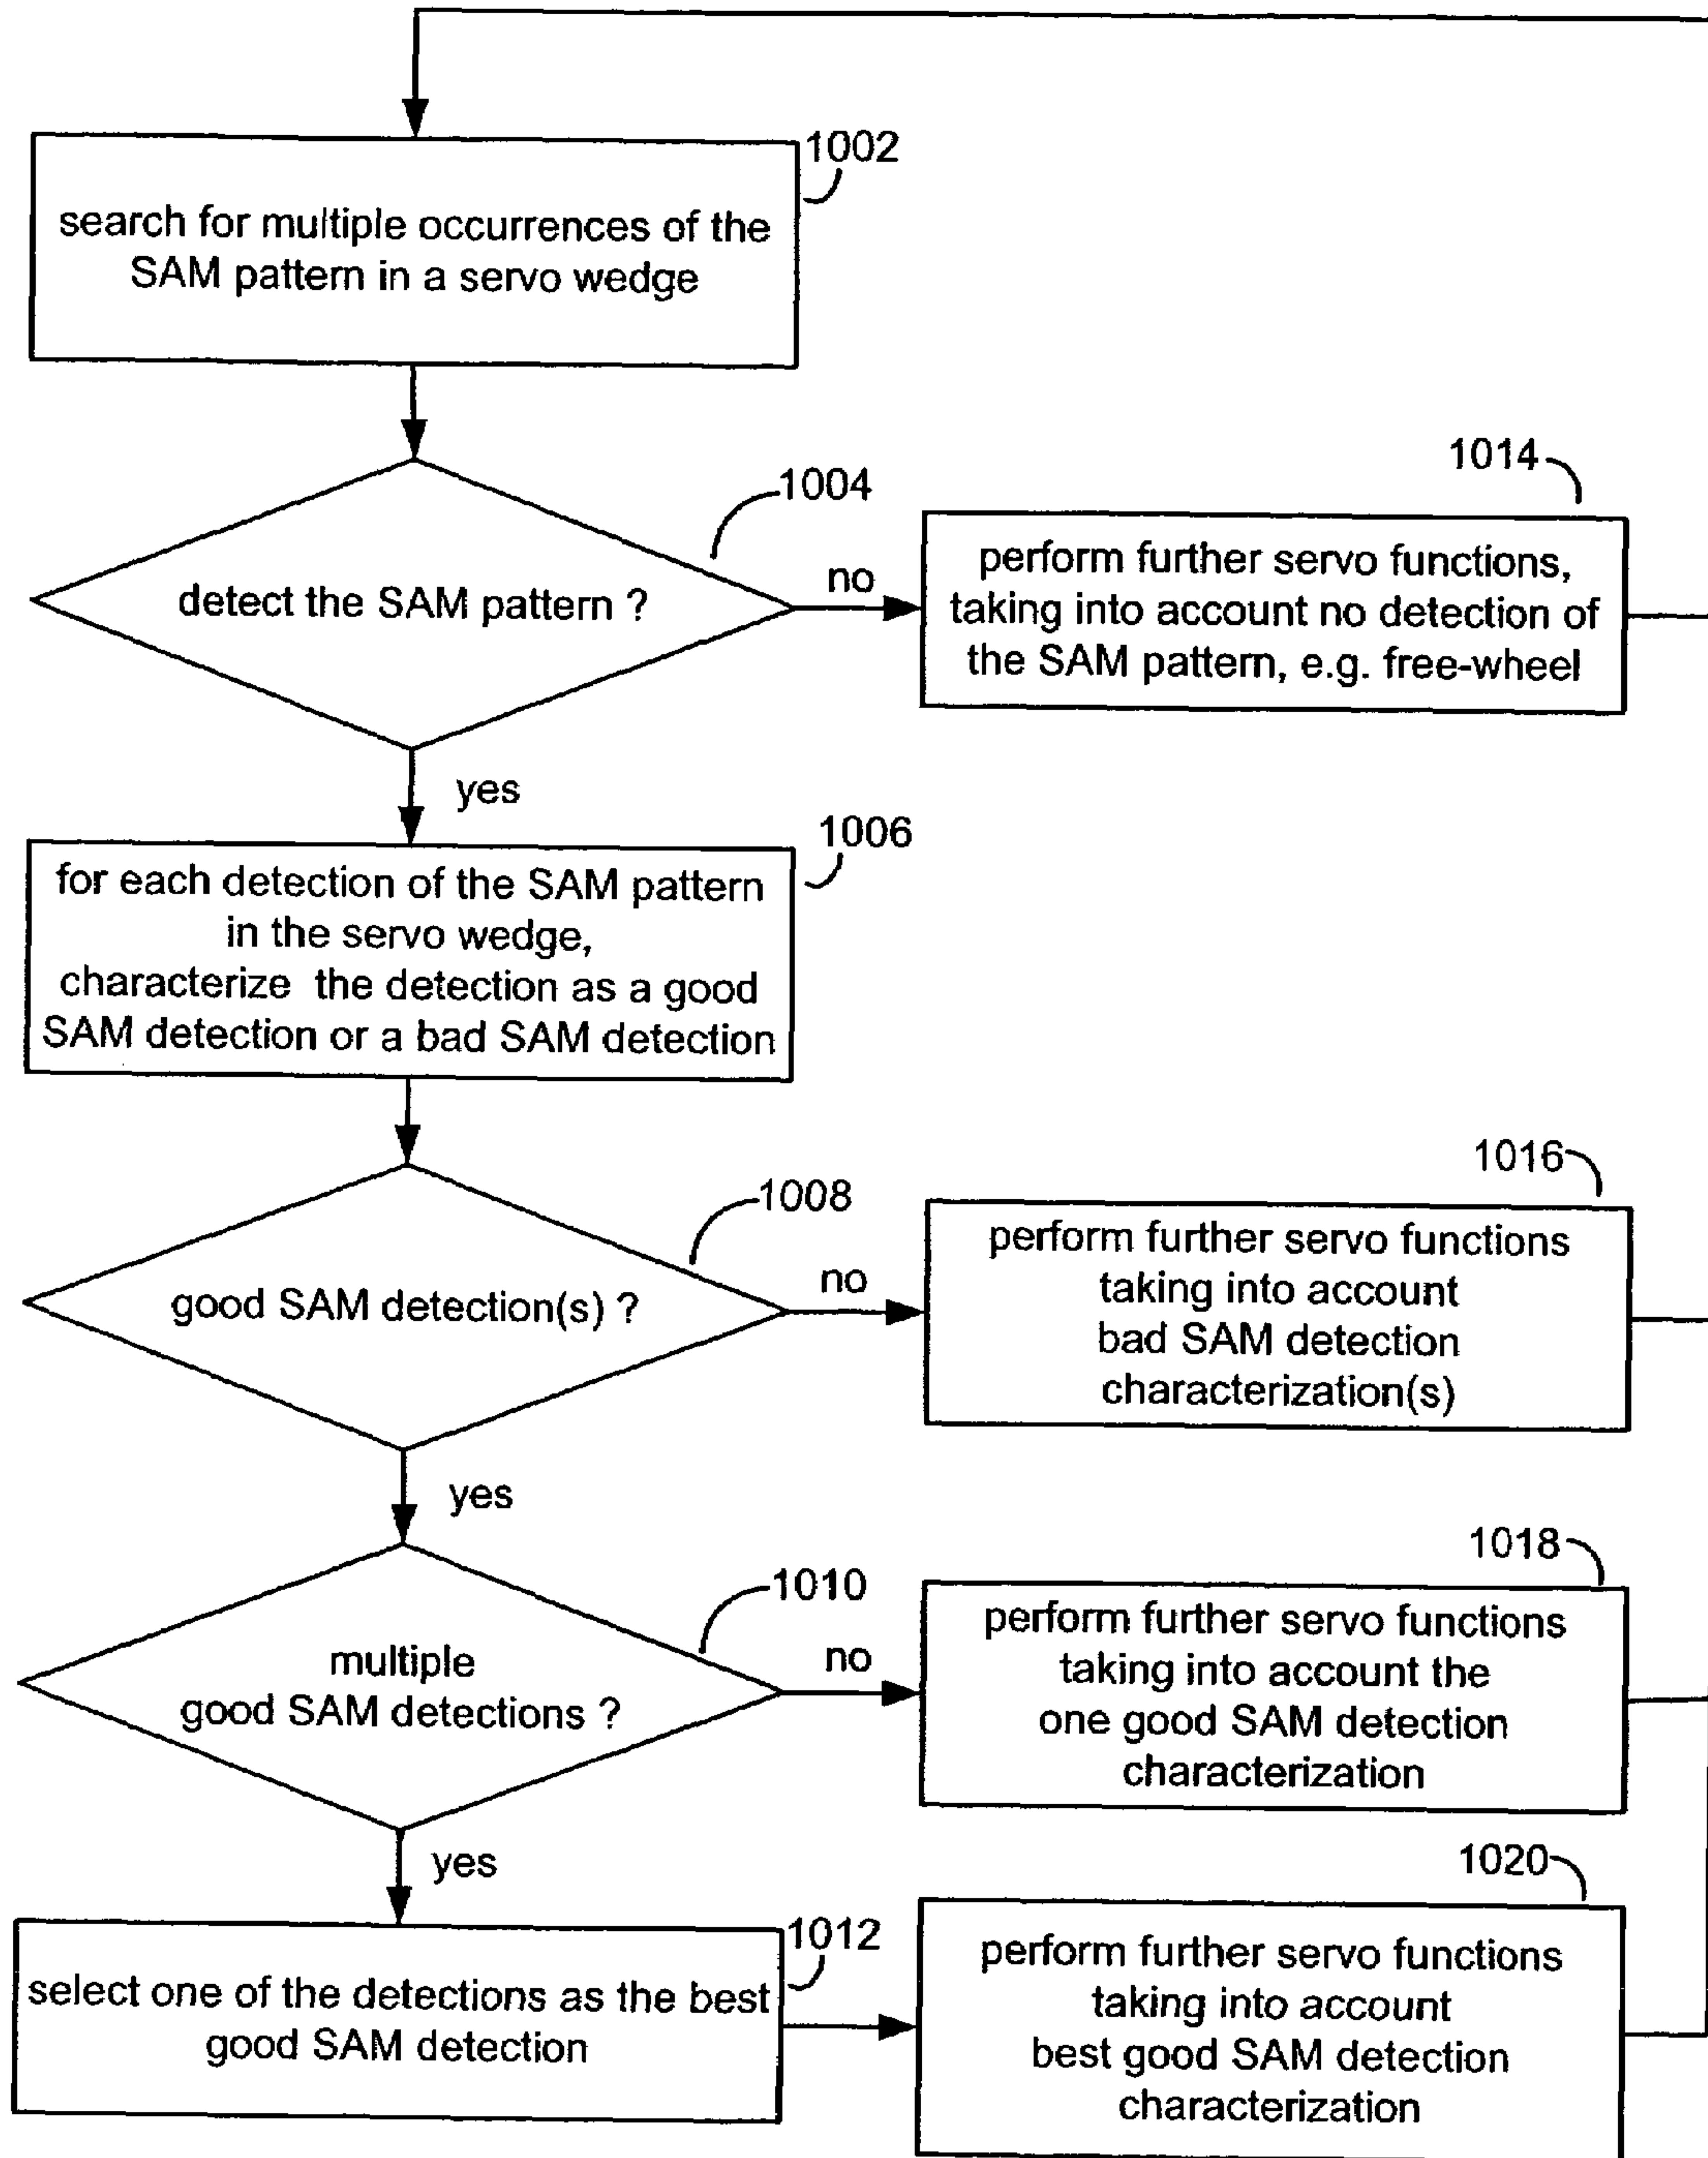 1002
search for multiple occurrences of the
SAM pattern in a servo wedge
1004
detect the SAM pattern ?
no
1014
perform further servo functions,
taking into account no detection of
the SAM pattern, e.g. free-wheel
yes
1006
for each detection of the SAM pattern
in the servo wedge,
characterize the detection as a good
SAM detection or a bad SAM detection
1008
good SAM detection(s) ?
no
1016
perform further servo functions
taking into account
bad SAM detection
characterization(s)
yes
1010
multiple
good SAM detections ?
no
1018
perform further servo functions
taking into account the
one good SAM detection
characterization
yes
1012
select one of the detections as the best
good SAM detection
1020
perform further servo functions
taking into account
best good SAM detection
characterization